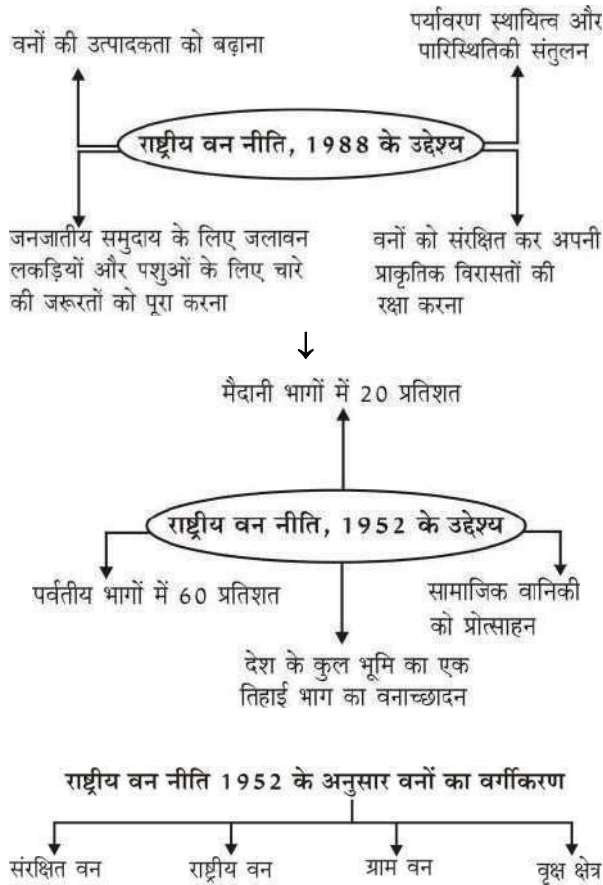 वनों की उत्पादकता को बढ़ाना
पर्यावरण स्थायित्व और
पारिस्थितिकी संतुलन
राष्ट्रीय वन नीति, 1988 के उद्देश्य
जनजातीय समुदाय के लिए जलावन
लकड़ियों और पशुओं के लिए चारे
की जरूरतों को पूरा करना
वनों को संरक्षित कर अपनी
प्राकृतिक विरासतों की
रक्षा करना
मैदानी भागों में 20 प्रतिशत
राष्ट्रीय वन नीति, 1952 के उद्देश्य
पर्वतीय भागों में 60 प्रतिशत
सामाजिक वानिकी
को प्रोत्साहन
देश के कुल भूमि का एक
तिहाई भाग का वनाच्छादन
राष्ट्रीय वन नीति 1952 के अनुसार वनों का वर्गीकरण
संरक्षित वन राष्ट्रीय वन ग्राम वन वृक्ष क्षेत्र